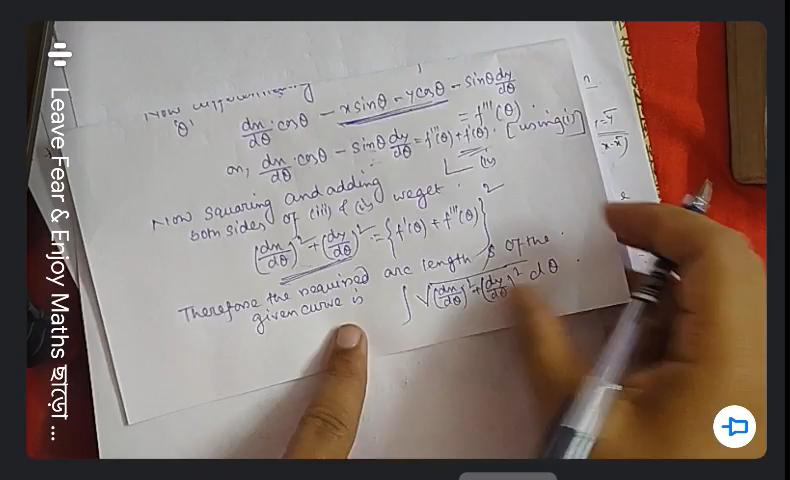 Now differentiating
'θ'
dx/dθ · cosθ − x sinθ − y cosθ − sinθ dy/dθ
= f'''(θ) ·
or, dx/dθ · cosθ − sinθ dy/dθ = f'''(θ) + f'(θ) · [using (i)]
(iv)
Now squaring and adding
both sides of (iii) & (iv) we get ·
(dx/dθ)² + (dy/dθ)² = {f'(θ) + f'''(θ)}²
Therefore the required arc length s of the
given curve is ∫ √((dx/dθ)² + (dy/dθ)²) dθ ·
Leave Fear & Enjoy Maths ছাড়ো ...